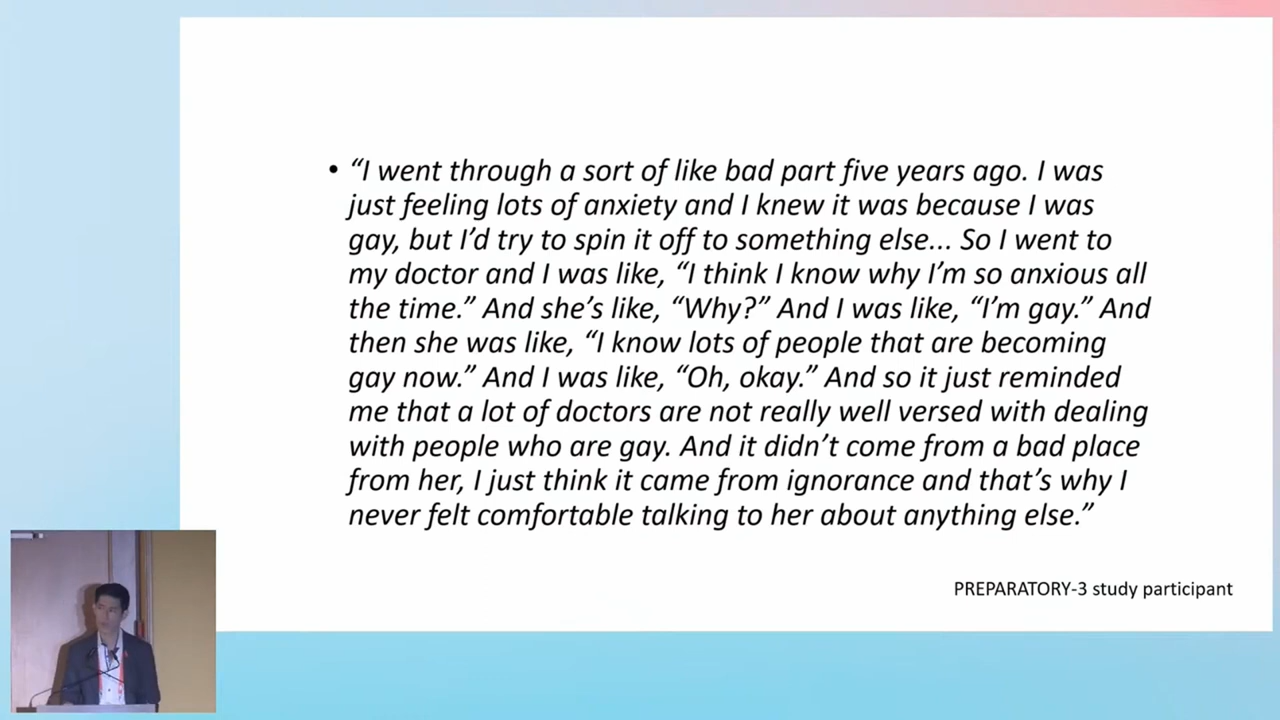 • “I went through a sort of like bad part five years ago. I was
just feeling lots of anxiety and I knew it was because I was
gay, but I’d try to spin it off to something else... So I went to
my doctor and I was like, “I think I know why I’m so anxious all
the time.” And she’s like, “Why?” And I was like, “I’m gay.” And
then she was like, “I know lots of people that are becoming
gay now.” And I was like, “Oh, okay.” And so it just reminded
me that a lot of doctors are not really well versed with dealing
with people who are gay. And it didn’t come from a bad place
from her, I just think it came from ignorance and that’s why I
never felt comfortable talking to her about anything else.”
PREPARATORY-3 study participant